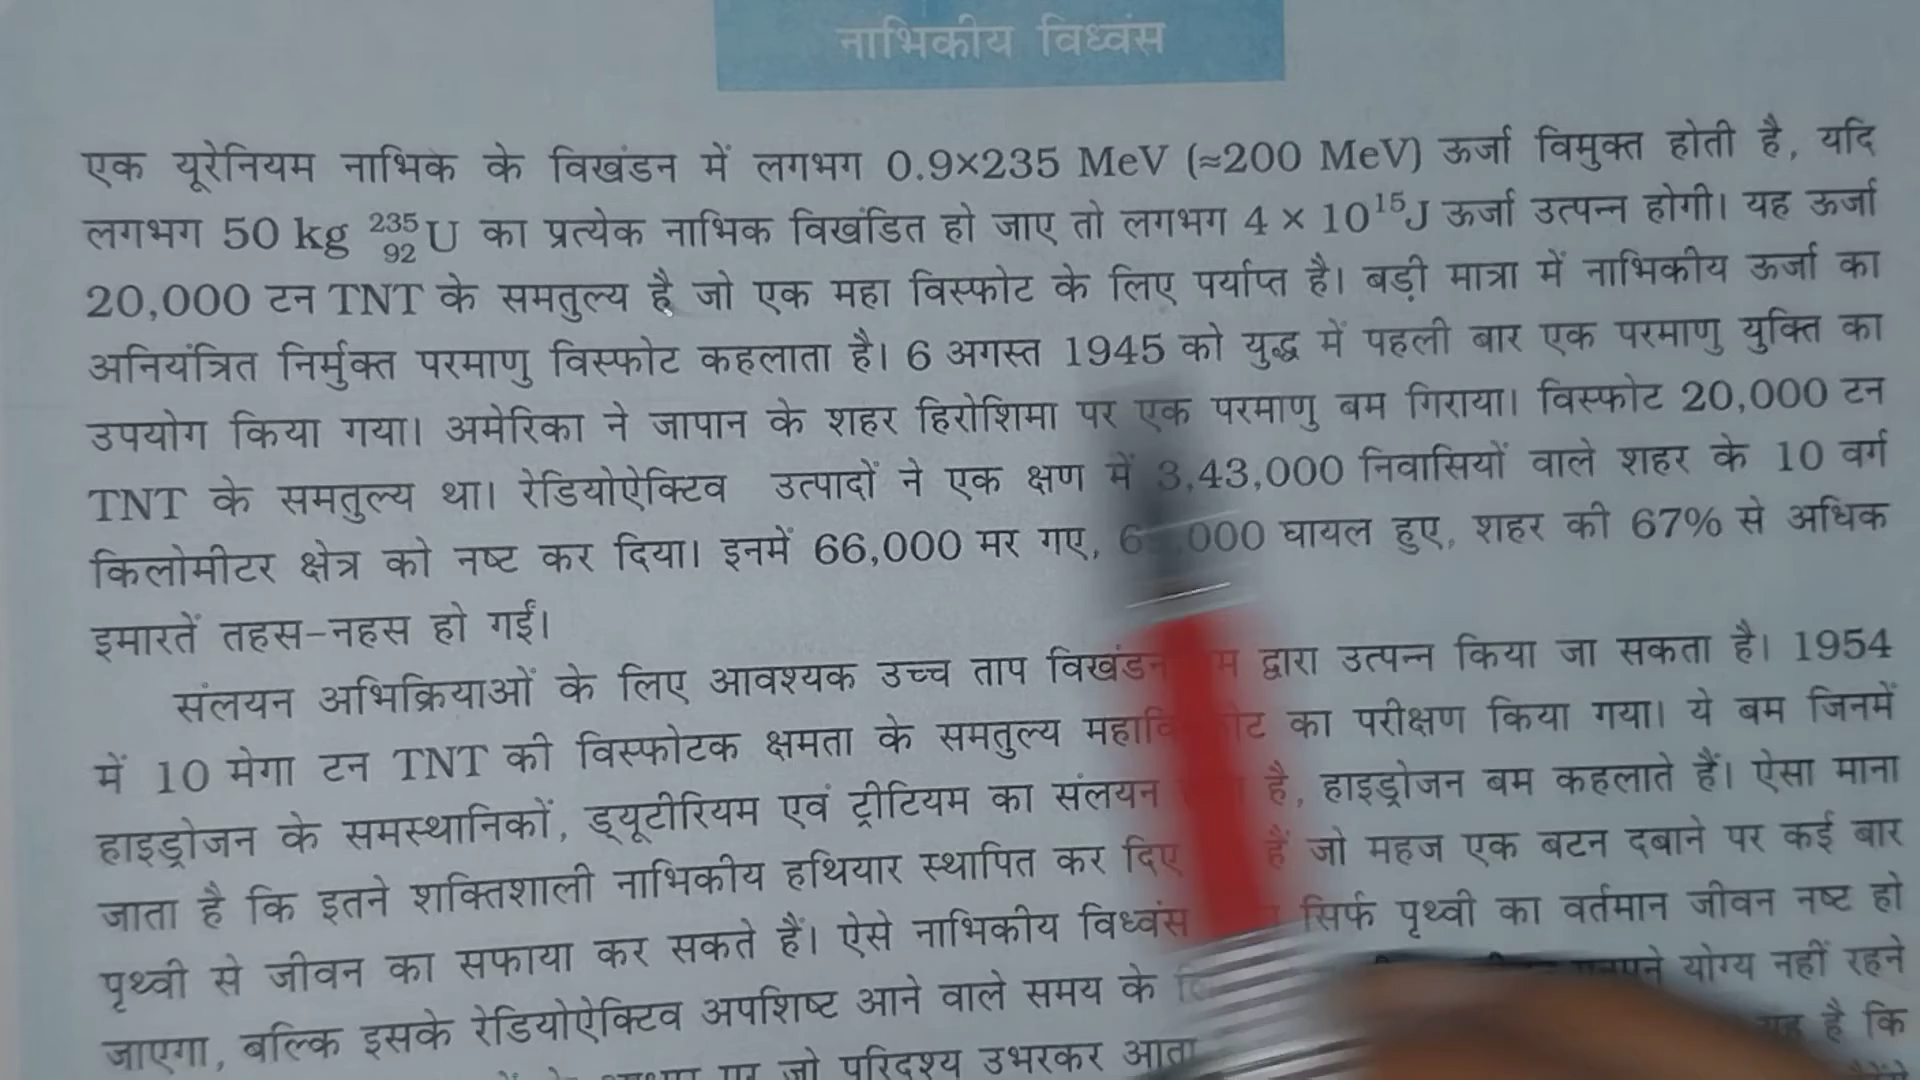 नाभिकीय विध्वंस
एक यूरेनियम नाभिक के विखंडन में लगभग 0.9×235 MeV (≈200 MeV) ऊर्जा विमुक्त होती है, यदि
लगभग 50 kg ²³⁵₉₂U का प्रत्येक नाभिक विखंडित हो जाए तो लगभग 4 × 10¹⁵J ऊर्जा उत्पन्न होगी। यह ऊर्जा
20,000 टन TNT के समतुल्य है जो एक महा विस्फोट के लिए पर्याप्त है। बड़ी मात्रा में नाभिकीय ऊर्जा का
अनियंत्रित निर्मुक्त परमाणु विस्फोट कहलाता है। 6 अगस्त 1945 को युद्ध में पहली बार एक परमाणु युक्ति का
उपयोग किया गया। अमेरिका ने जापान के शहर हिरोशिमा पर एक परमाणु बम गिराया। विस्फोट 20,000 टन
TNT के समतुल्य था। रेडियोऐक्टिव उत्पादों ने एक क्षण में 3,43,000 निवासियों वाले शहर के 10 वर्ग
किलोमीटर क्षेत्र को नष्ट कर दिया। इनमें 66,000 मर गए, घायल हुए, शहर की 67% से अधिक
इमारतें तहस-नहस हो गईं।
संलयन अभिक्रियाओं के लिए आवश्यक उच्च ताप विखंडन द्वारा उत्पन्न किया जा सकता है। 1954
में 10 मेगा टन TNT की विस्फोटक क्षमता के समतुल्य का परीक्षण किया गया। ये बम जिनमें
हाइड्रोजन के समस्थानिकों, ड्यूटीरियम एवं ट्रीटियम का संलयन है, हाइड्रोजन बम कहलाते हैं। ऐसा माना
जाता है कि इतने शक्तिशाली नाभिकीय हथियार स्थापित कर दिए हैं जो महज एक बटन दबाने पर कई बार
पृथ्वी से जीवन का सफाया कर सकते हैं। ऐसे नाभिकीय विध्वंस सिर्फ पृथ्वी का वर्तमान जीवन नष्ट हो
जाएगा, बल्कि इसके रेडियोऐक्टिव अपशिष्ट आने वाले समय के योग्य नहीं रहने
जो परिदृश्य उभरकर आता है कि